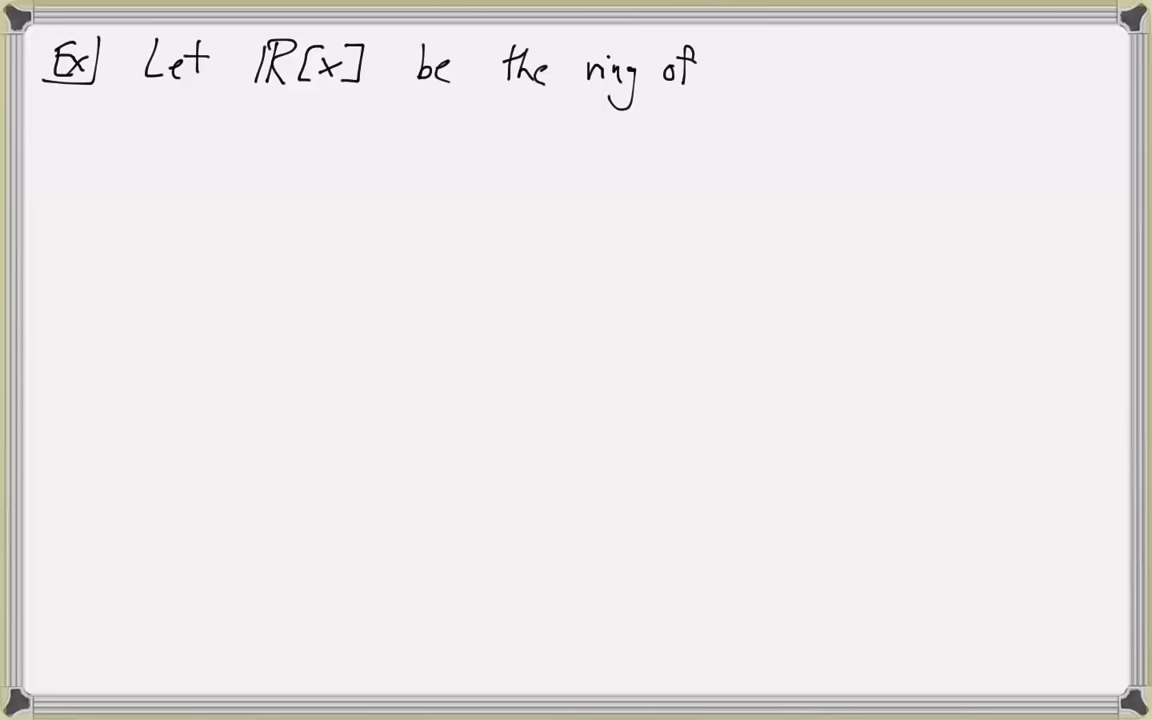 Ex Let ℝ[x] be the ring of